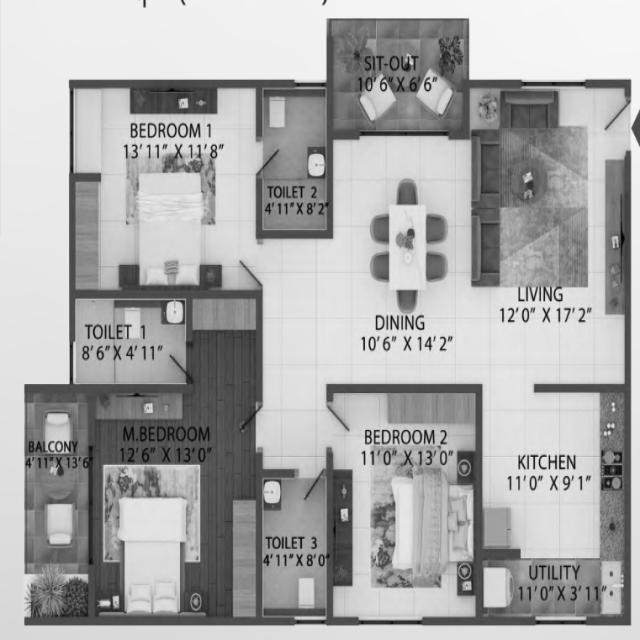 SIT-OUT
10'6" X 6'6"
BEDROOM 1
13'11" X 11'8"
TOILET 2
4'11" X 8'2"
LIVING
12'0" X 17'2"
DINING
10'6" X 14'2"
TOILET 1
8'6" X 4'11"
M.BEDROOM
12'6" X 13'0"
BALCONY
4'11" X 13'6"
BEDROOM 2
11'0" X 13'0"
KITCHEN
11'0" X 9'1"
TOILET 3
4'11" X 8'0"
UTILITY
11'0" X 3'11"